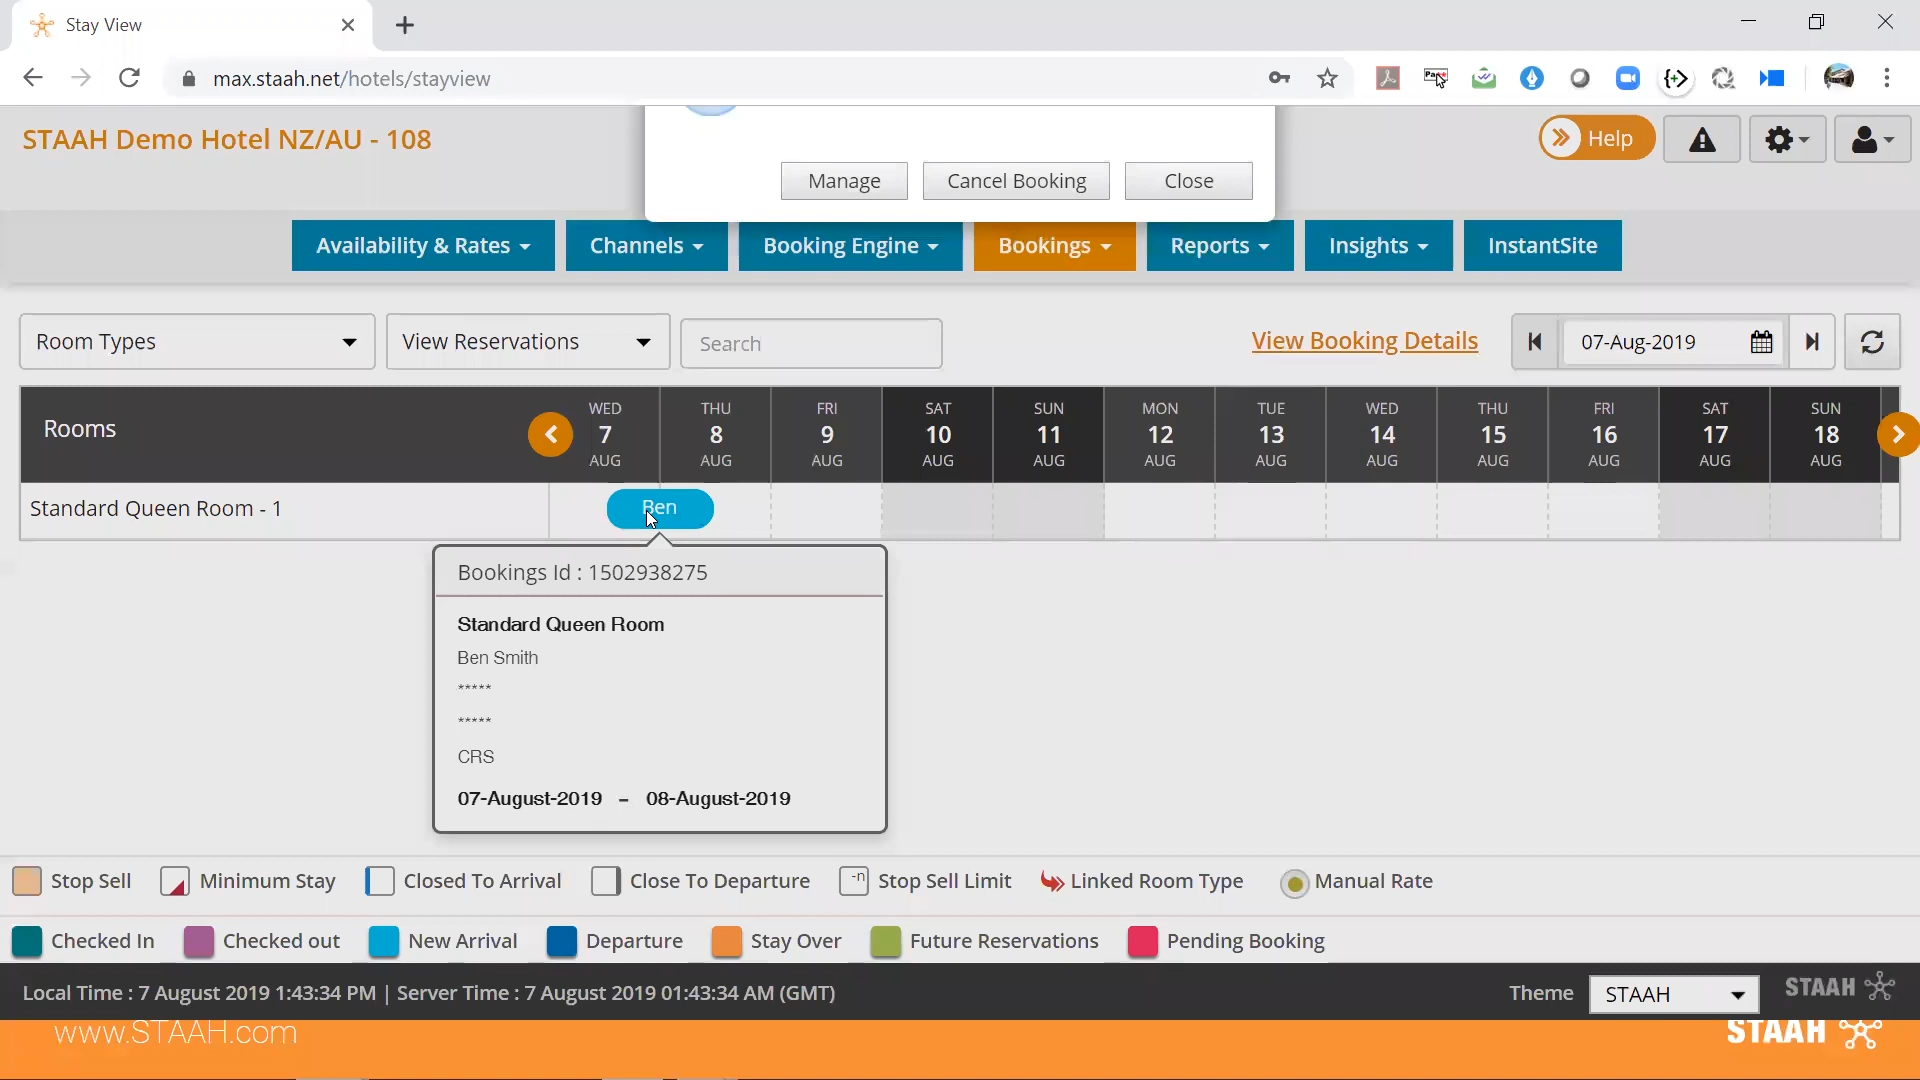 Stay View
max.staah.net/hotels/stayview
STAAH Demo Hotel NZ/AU - 108
Help
Manage
Cancel Booking
Close
Availability & Rates
Channels
Booking Engine
Bookings
Reports
Insights
InstantSite
Room Types
View Reservations
Search
View Booking Details
07-Aug-2019
Rooms
WED THU FRI SAT SUN MON TUE WED THU FRI SAT SUN
7 8 9 10 11 12 13 14 15 16 17 18
AUG AUG AUG AUG AUG AUG AUG AUG AUG AUG AUG AUG
Standard Queen Room - 1
Ben
Bookings Id : 1502938275
Standard Queen Room
Ben Smith
*****
*****
CRS
07-August-2019 - 08-August-2019
Stop Sell
Minimum Stay
Closed To Arrival
Close To Departure
-n
Stop Sell Limit
Linked Room Type
Manual Rate
Checked In
Checked out
New Arrival
Departure
Stay Over
Future Reservations
Pending Booking
Local Time : 7 August 2019 1:43:34 PM | Server Time : 7 August 2019 01:43:34 AM (GMT)
Theme
STAAH
STAAH
www.STAAH.com
STAAH